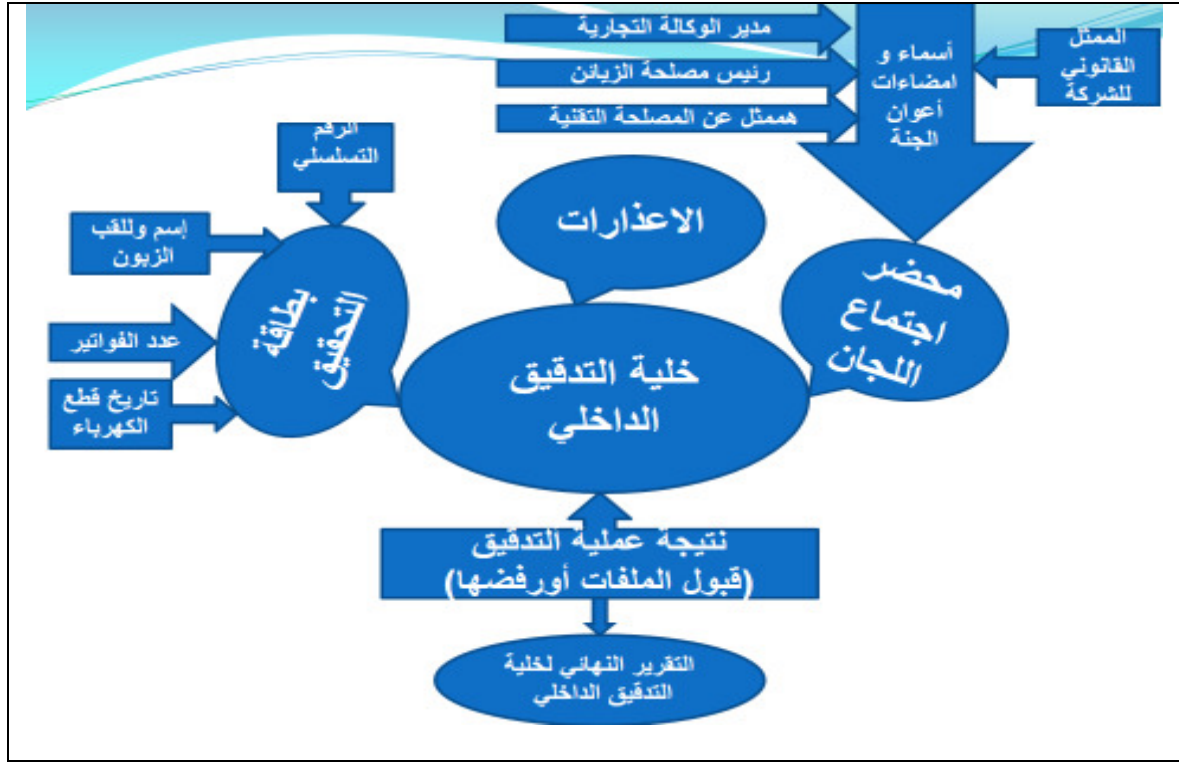 مدير الوكالة التجارية
رئيس مصلحة الزبائن
هممثل عن المصلحة التقنية
أسماء و
امضاءات
أعوان
الجنة
الممثل
القانوني
للشركة
الرقم
التسلسلي
إسم وللقب
الزبون
عدد الفواتير
تاريخ قطع
الكهرباء
بطاقة
التحقيق
الاعذارات
محضر
اجتماع
اللجان
خلية التدقيق
الداخلي
نتيجة عملية التدقيق
(قبول الملفات أورفضها)
التقرير النهائي لخلية
التدقيق الداخلي